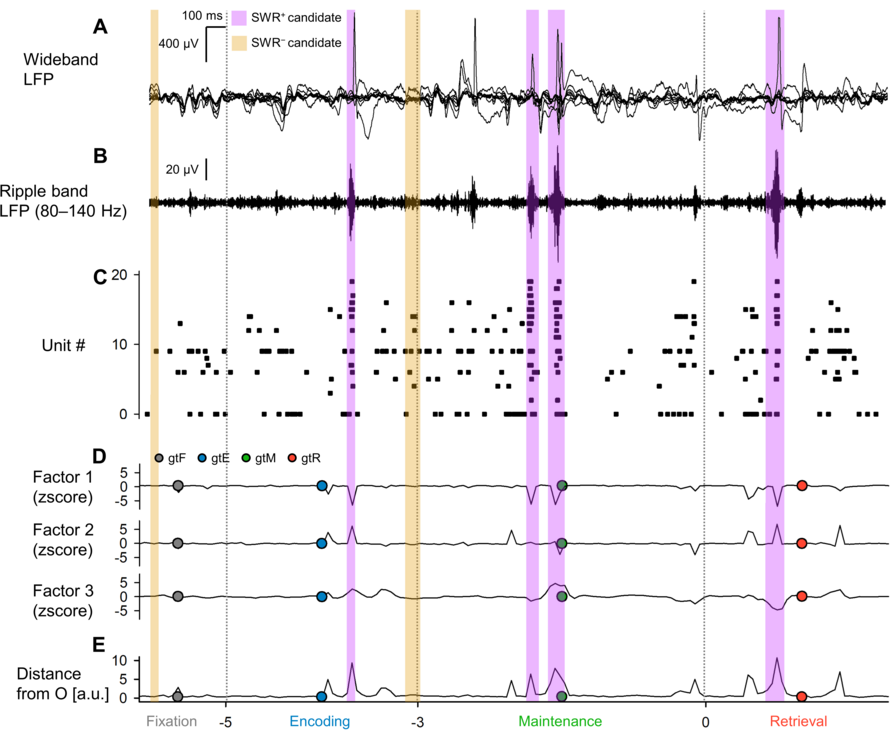 A
100 ms
400 µV
SWR⁺ candidate
SWR⁻ candidate
Wideband
LFP
B
20 µV
Ripple band
LFP (80–140 Hz)
C
20
10
0
Unit #
D
gtF
gtE
gtM
gtR
Factor 1
(zscore)
5
0
-5
Factor 2
(zscore)
5
0
-5
Factor 3
(zscore)
5
0
-5
E
Distance
from O [a.u.]
10
5
0
Fixation
-5
Encoding
-3
Maintenance
0
Retrieval